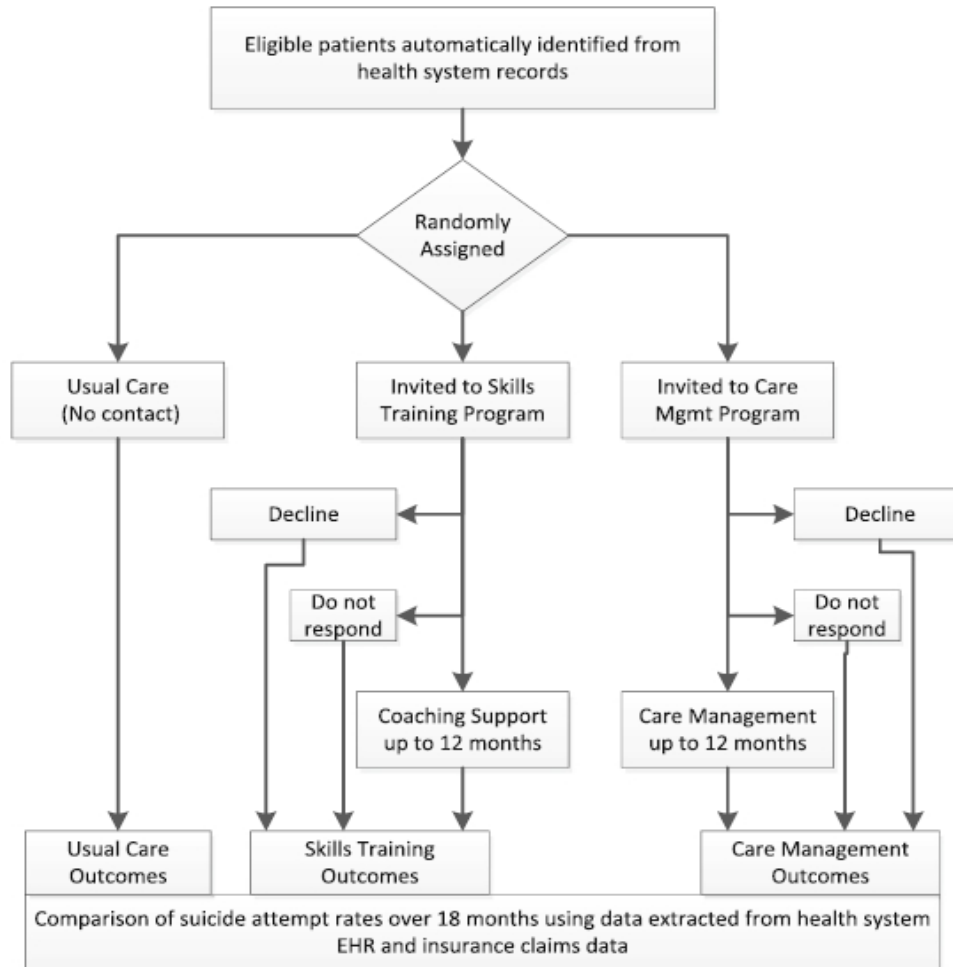 Eligible patients automatically identified from
health system records
Randomly
Assigned
Usual Care
(No contact)
Invited to Skills
Training Program
Invited to Care
Mgmt Program
Decline
Decline
Do not
respond
Do not
respond
Coaching Support
up to 12 months
Care Management
up to 12 months
Usual Care
Outcomes
Skills Training
Outcomes
Care Management
Outcomes
Comparison of suicide attempt rates over 18 months using data extracted from health system
EHR and insurance claims data